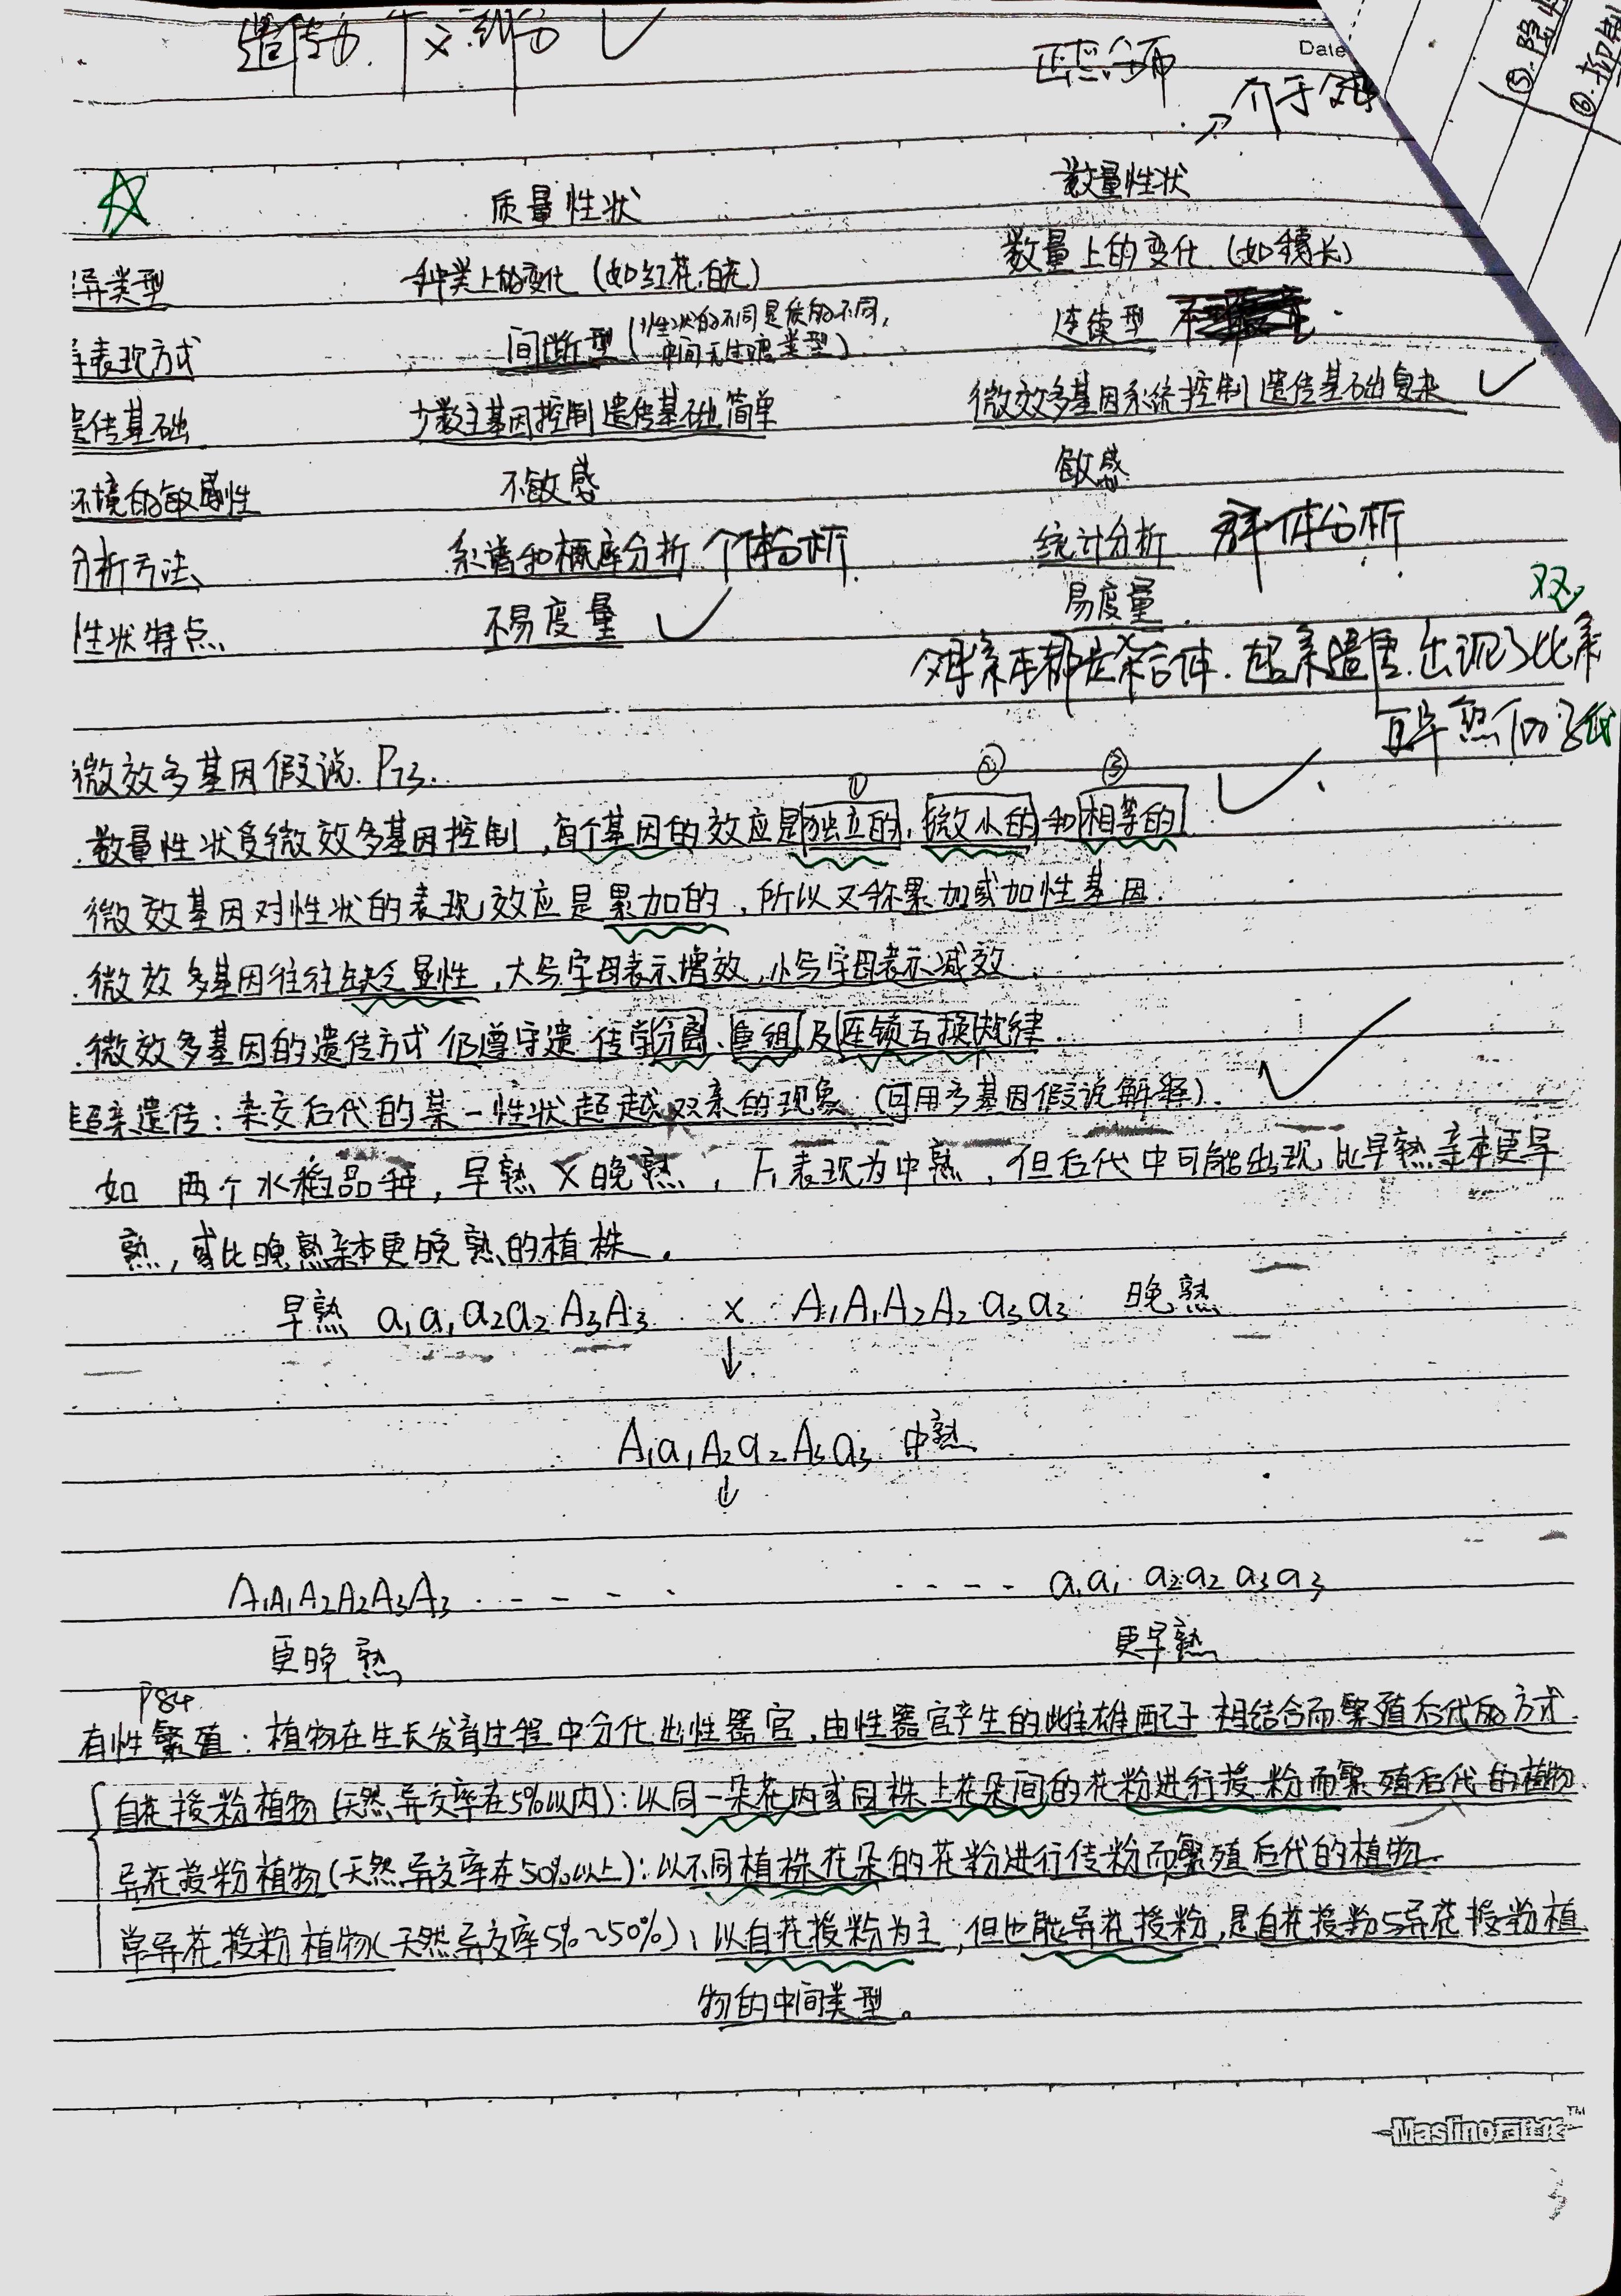 Date
正态分布
介于
质量性状 数量性状
异类型 种类上的变化（如红花.白花） 数量上的变化.（如穗长）
表现方式 间断型（性状的不同是质的不同，中间无过渡类型） 连续型
遗传基础 少数主基因控制遗传基础简单 微效多基因系统控制遗传基础复杂
环境的敏感性 不敏感 敏感
分析方法 系谱和概率分析 个体分析 统计分析 群体分析
性状特点 不易度量 易度量
双
都是杂合体.超亲遗传.出现了比亲
更早熟的子代
微效多基因假说.P73.
① ② ③
.数量性状受微效多基因控制,每个基因的效应是独立的,微小的和相等的
微效基因对性状的表现效应是累加的,所以又称累加或加性基因.
.微效多基因往往缺乏显性,大写字母表示增效,小写字母表示减效.
.微效多基因的遗传方式仍遵守遗传学分离、重组及连锁互换规律.
超亲遗传：杂交后代的某一性状超越双亲的现象.(可用多基因假说解释).
如 两个水稻品种,早熟×晚熟,F₁表现为中熟,但后代中可能出现比早熟亲本更早
熟,或比晚熟亲本更晚熟的植株.
早熟 a₁a₁a₂a₂A₃A₃ × A₁A₁A₂A₂a₃a₃ 晚熟
↓
A₁a₁A₂a₂A₃a₃ 中熟
↓
A₁A₁A₂A₂A₃A₃ - - - - - - - - a₁a₁a₂a₂a₃a₃
更晚熟 更早熟
P84
有性繁殖：植物在生长发育过程中分化出性器官,由性器官产生的雌雄配子相结合而繁殖后代的方式.
自花授粉植物(天然异交率在5%以内)：以同一朵花内或同株上花朵间的花粉进行授粉而繁殖后代的植物
异花授粉植物(天然异交率在50%以上)：以不同植株花朵的花粉进行传粉而繁殖后代的植物.
常异花授粉植物(天然异交率5%~50%)：以自花授粉为主,但也能异花授粉,是自花授粉与异花授粉植
物的中间类型。
Maslino
3